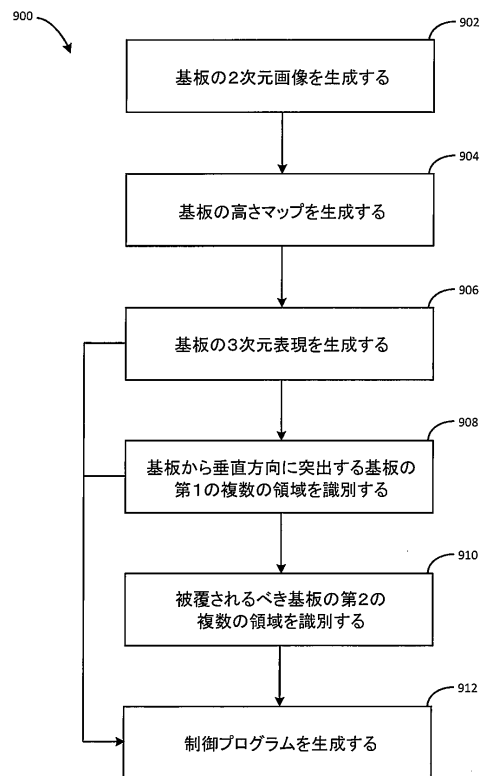 900
902
基板の2次元画像を生成する
904
基板の高さマップを生成する
906
基板の3次元表現を生成する
908
基板から垂直方向に突出する基板の
第1の複数の領域を識別する
910
被覆されるべき基板の第2の
複数の領域を識別する
912
制御プログラムを生成する